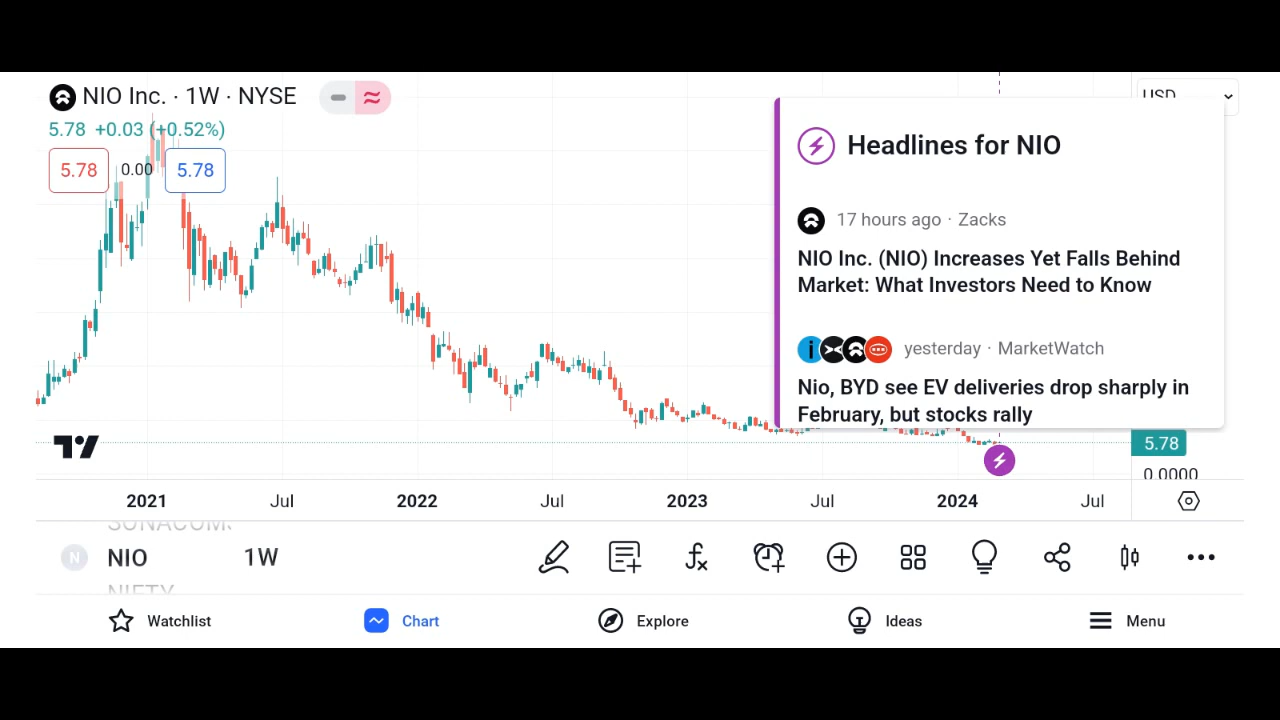 NIO Inc. · 1W · NYSE
USD
5.78 +0.03 (+0.52%)
5.78 0.00 5.78
Headlines for NIO
17 hours ago · Zacks
NIO Inc. (NIO) Increases Yet Falls Behind
Market: What Investors Need to Know
yesterday · MarketWatch
Nio, BYD see EV deliveries drop sharply in
February, but stocks rally
5.78
0.0000
2021 Jul 2022 Jul 2023 Jul 2024 Jul
SONACOMS
N NIO 1W
NIFTY
Watchlist Chart Explore Ideas Menu